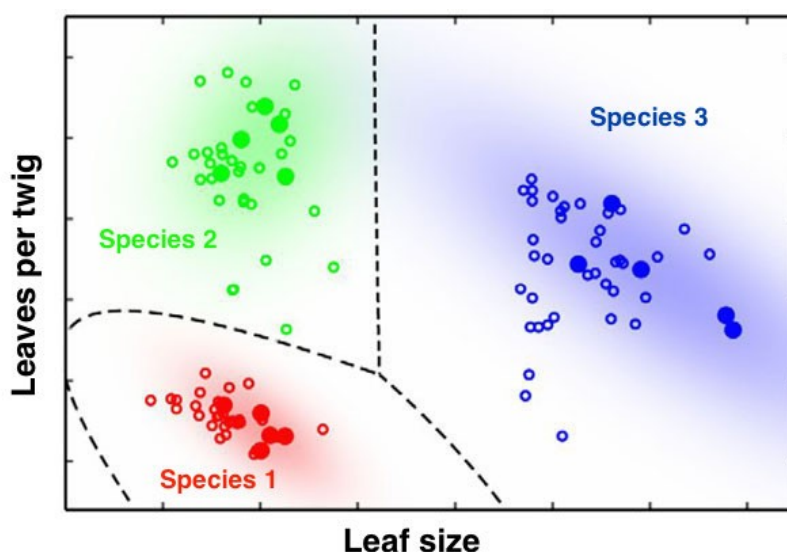 Species 3
Species 2
Species 1
Leaves per twig
Leaf size